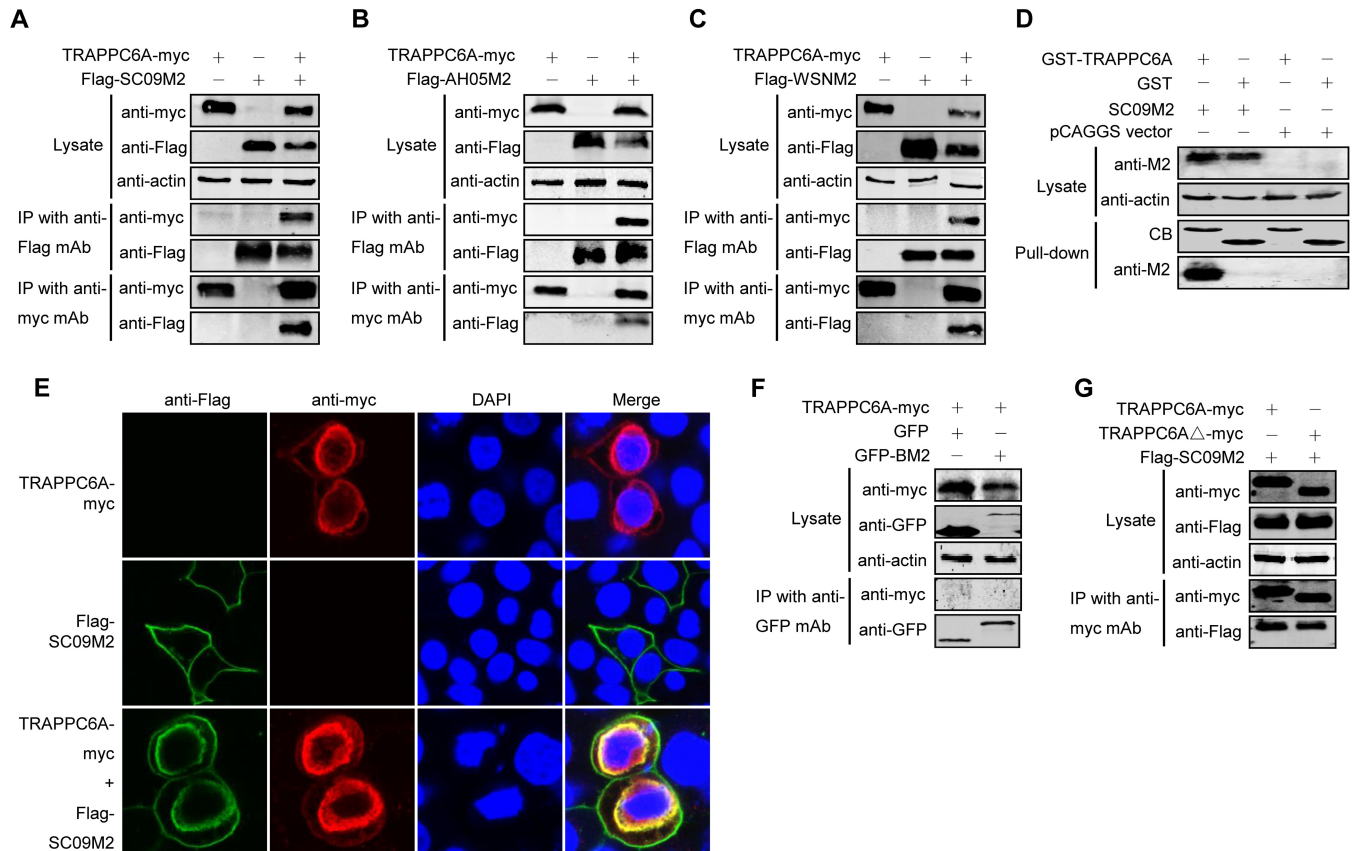 A
TRAPPC6A-myc + − +
Flag-SC09M2 − + +
Lysate
anti-myc
anti-Flag
anti-actin
IP with anti-
Flag mAb
anti-myc
anti-Flag
IP with anti-
myc mAb
anti-myc
anti-Flag
B
TRAPPC6A-myc + − +
Flag-AH05M2 − + +
Lysate
anti-myc
anti-Flag
anti-actin
IP with anti-
Flag mAb
anti-myc
anti-Flag
IP with anti-
myc mAb
anti-myc
anti-Flag
C
TRAPPC6A-myc + − +
Flag-WSNM2 − + +
Lysate
anti-myc
anti-Flag
anti-actin
IP with anti-
Flag mAb
anti-myc
anti-Flag
IP with anti-
myc mAb
anti-myc
anti-Flag
D
GST-TRAPPC6A + − + −
GST − + − +
SC09M2 + + − −
pCAGGS vector − − + +
Lysate
anti-M2
anti-actin
Pull-down
CB
anti-M2
E
anti-Flag anti-myc DAPI Merge
TRAPPC6A-
myc
Flag-
SC09M2
TRAPPC6A-
myc
+
Flag-
SC09M2
F
TRAPPC6A-myc + +
GFP + −
GFP-BM2 − +
Lysate
anti-myc
anti-GFP
anti-actin
IP with anti-
GFP mAb
anti-myc
anti-GFP
G
TRAPPC6A-myc + −
TRAPPC6A△-myc − +
Flag-SC09M2 + +
Lysate
anti-myc
anti-Flag
anti-actin
IP with anti-
myc mAb
anti-myc
anti-Flag